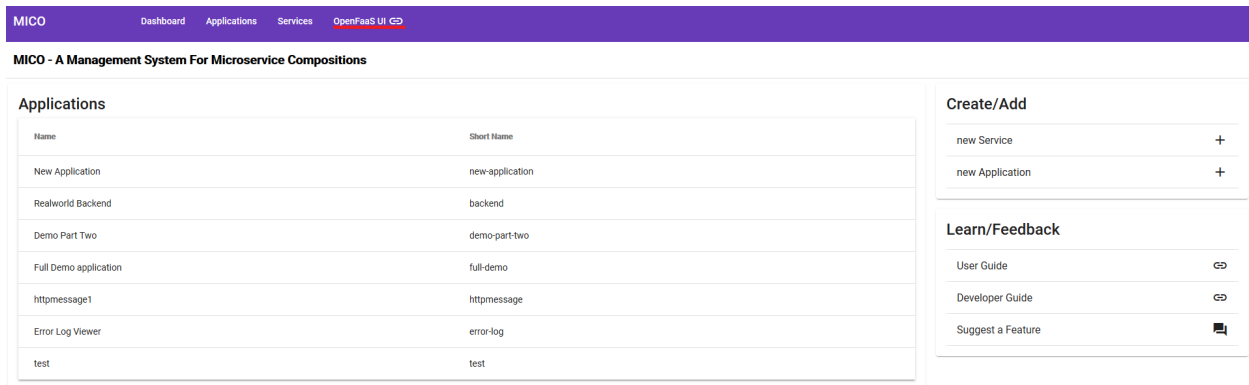 MICO Dashboard Applications Services OpenFaaS UI
MICO - A Management System For Microservice Compositions
Applications
Name Short Name
New Application new-application
Realworld Backend backend
Demo Part Two demo-part-two
Full Demo application full-demo
httpmessage1 httpmessage
Error Log Viewer error-log
test test
Create/Add
new Service
new Application
Learn/Feedback
User Guide
Developer Guide
Suggest a Feature